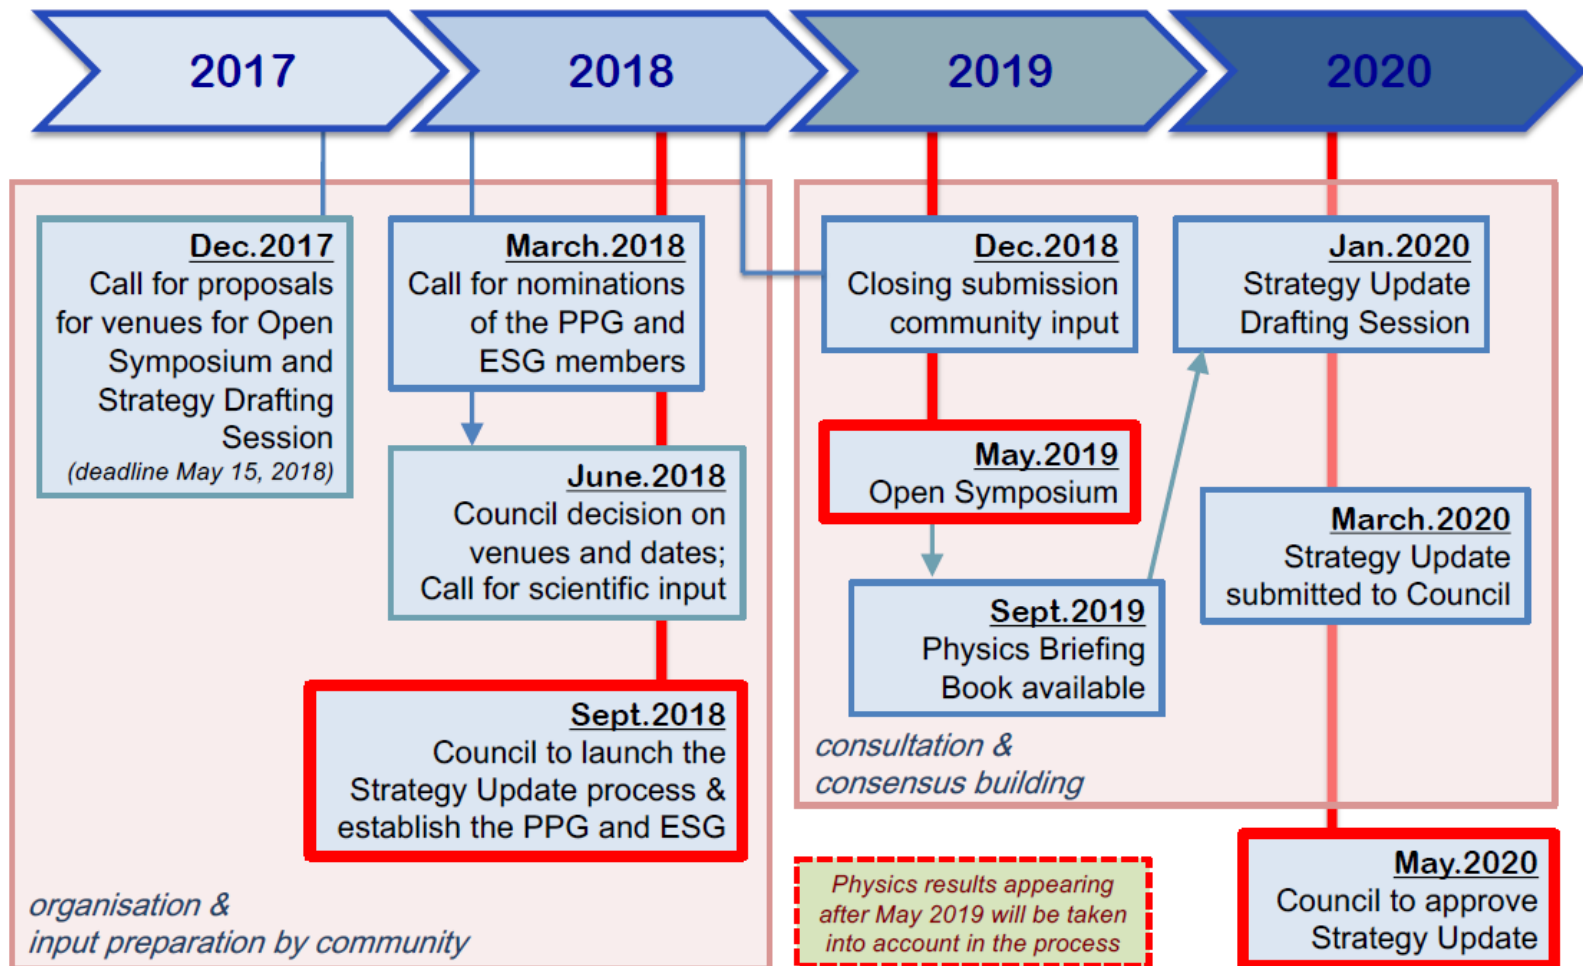 2017
2018
2019
2020
Dec.2017
Call for proposals
for venues for Open
Symposium and
Strategy Drafting
Session
(deadline May 15, 2018)
March.2018
Call for nominations
of the PPG and
ESG members
June.2018
Council decision on
venues and dates;
Call for scientific input
Sept.2018
Council to launch the
Strategy Update process &
establish the PPG and ESG
organisation &
input preparation by community
Dec.2018
Closing submission
community input
May.2019
Open Symposium
Sept.2019
Physics Briefing
Book available
Jan.2020
Strategy Update
Drafting Session
March.2020
Strategy Update
submitted to Council
consultation &
consensus building
Physics results appearing
after May 2019 will be taken
into account in the process
May.2020
Council to approve
Strategy Update